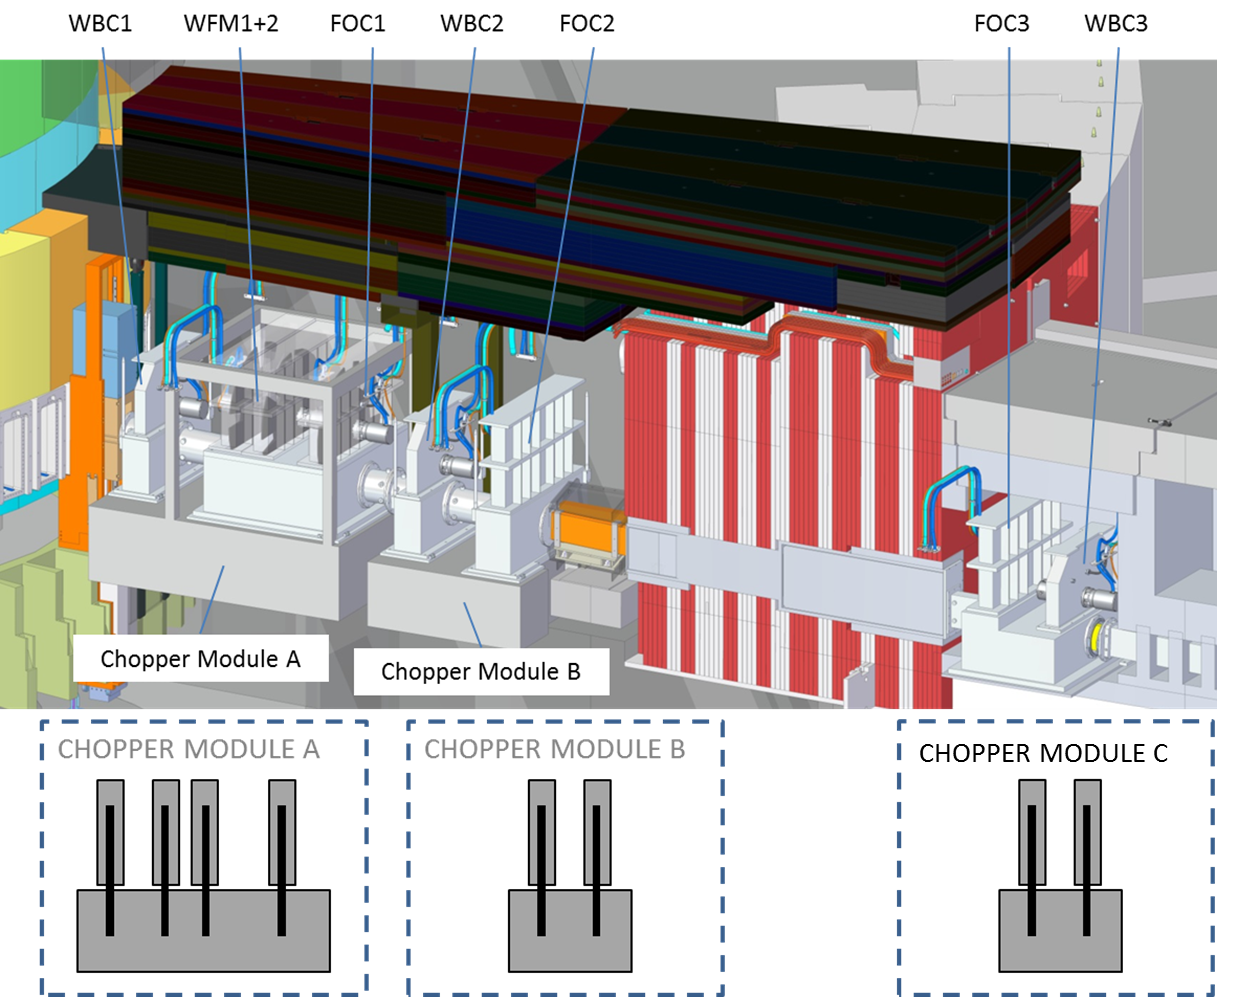 WBC1 WFM1+2 FOC1 WBC2 FOC2 FOC3 WBC3
Chopper Module A
Chopper Module B
CHOPPER MODULE A
CHOPPER MODULE B
CHOPPER MODULE C